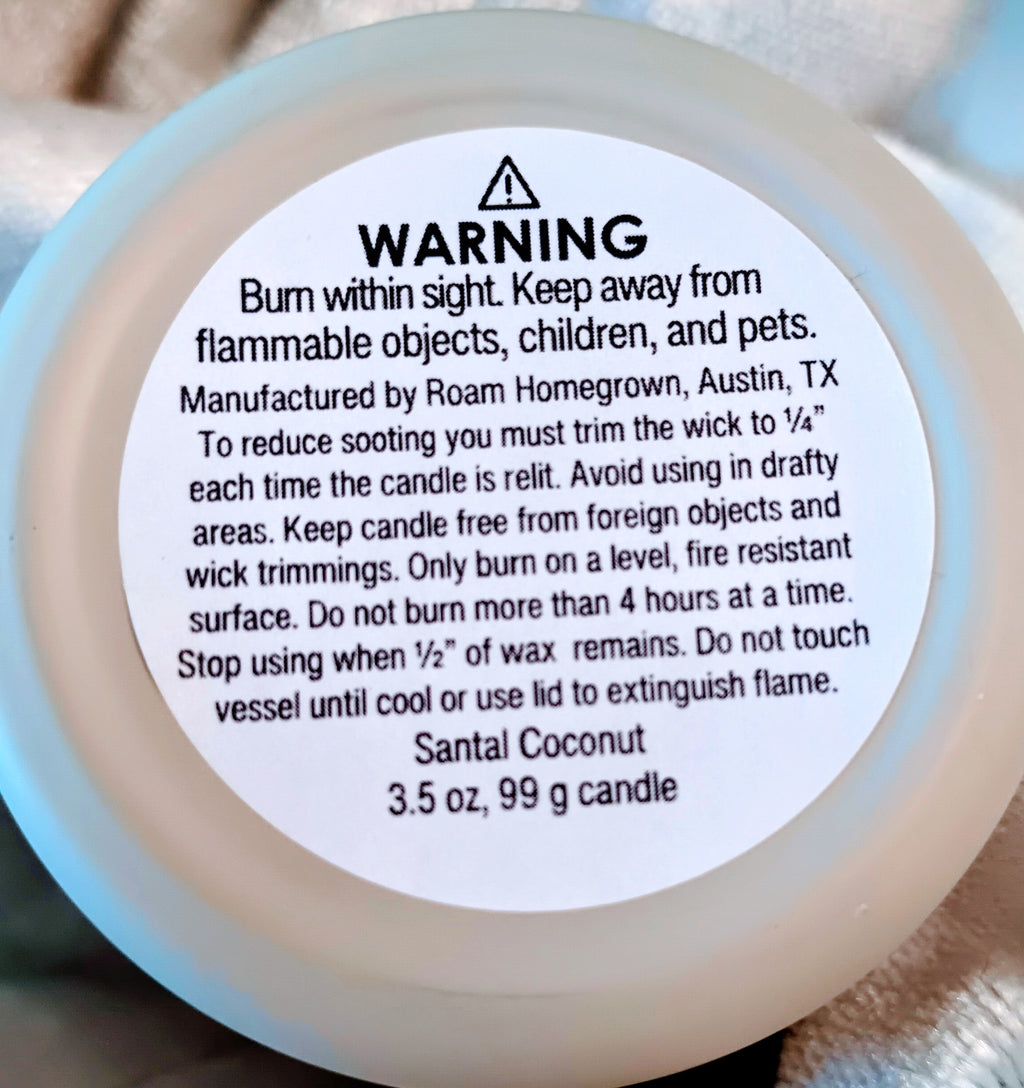 WARNING
Burn within sight. Keep away from
flammable objects, children, and pets.
Manufactured by Roam Homegrown, Austin, TX
To reduce sooting you must trim the wick to ¼”
each time the candle is relit. Avoid using in drafty
areas. Keep candle free from foreign objects and
wick trimmings. Only burn on a level, fire resistant
surface. Do not burn more than 4 hours at a time.
Stop using when ½” of wax remains. Do not touch
vessel until cool or use lid to extinguish flame.
Santal Coconut
3.5 oz, 99 g candle